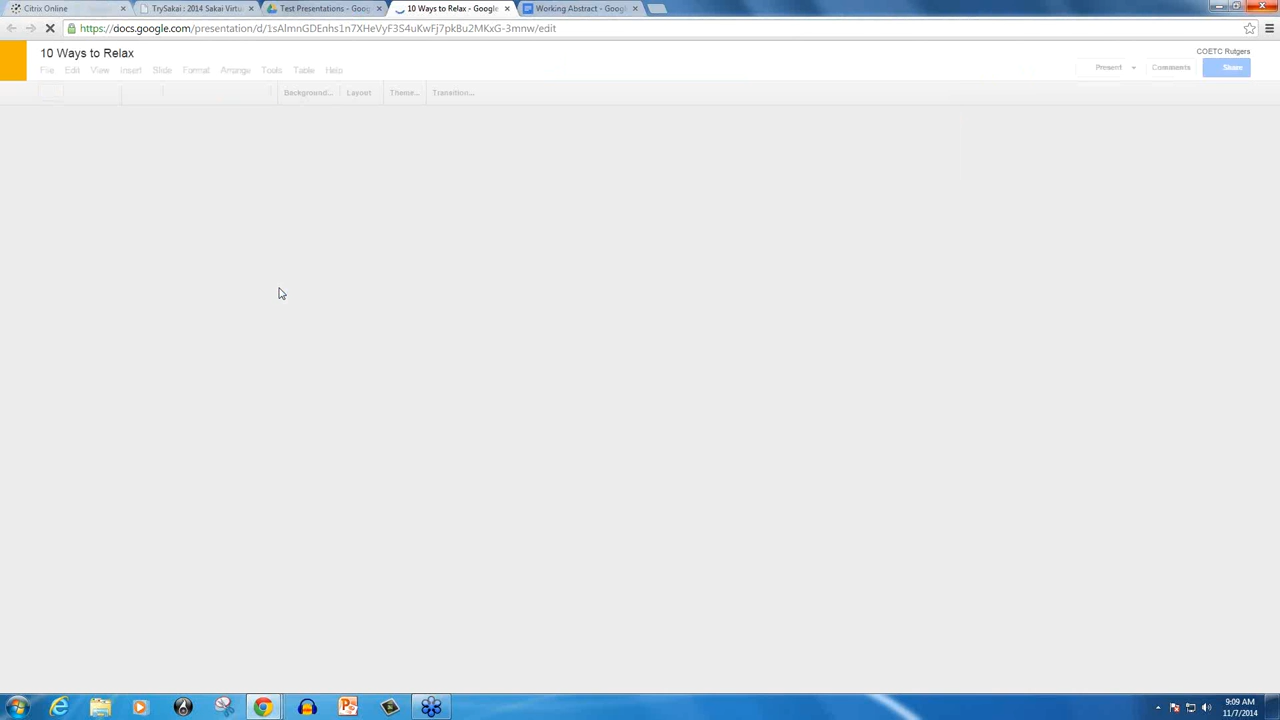 Citrix Online
TrySakai : 2014 Sakai Virtu
Test Presentations - Goog
10 Ways to Relax - Google
Working Abstract - Google
https://docs.google.com/presentation/d/1sAlmnGDEnhs1n7XHeVyF3S4uKwFj7pkBu2MKxG-3mnw/edit
10 Ways to Relax
COETC Rutgers
File Edit View Insert Slide Format Arrange Tools Table Help
Present Comments Share
Background... Layout Theme... Transition...
9:09 AM
11/7/2014